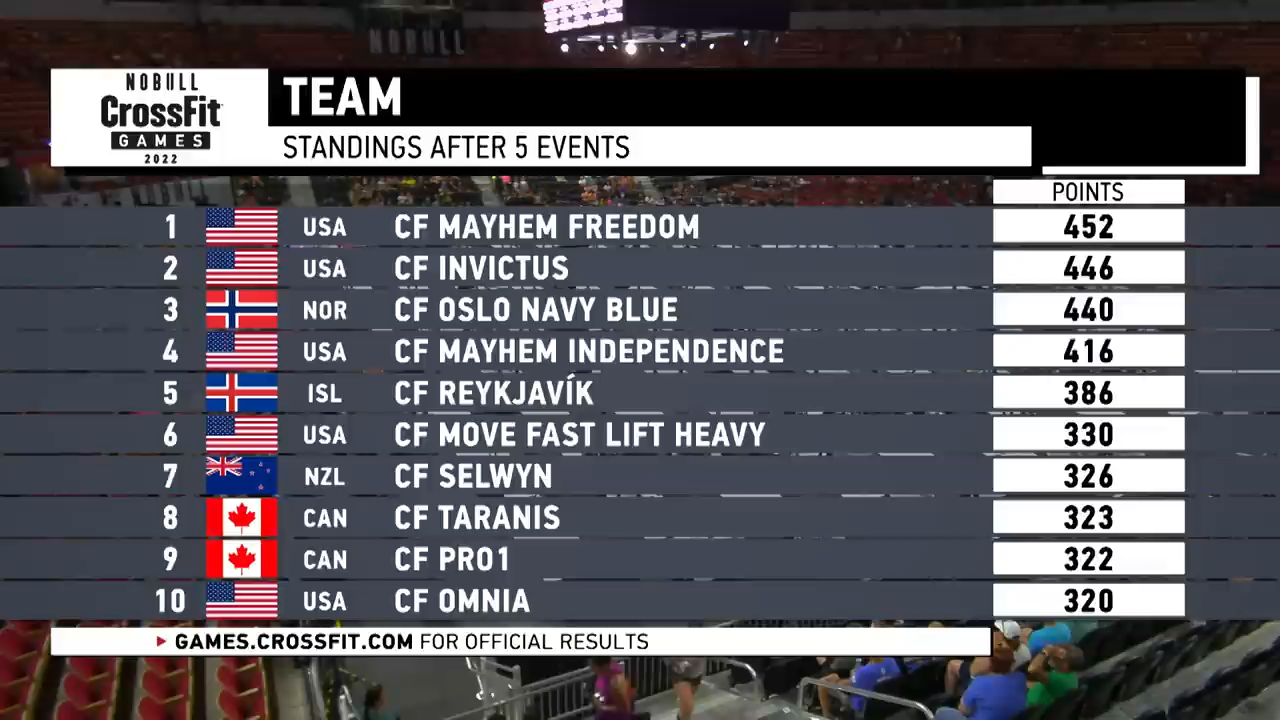 NOBULL
NOBULL
CrossFit
GAMES
2022
TEAM
STANDINGS AFTER 5 EVENTS
POINTS
1 USA CF MAYHEM FREEDOM 452
2 USA CF INVICTUS 446
3 NOR CF OSLO NAVY BLUE 440
4 USA CF MAYHEM INDEPENDENCE 416
5 ISL CF REYKJAVÍK 386
6 USA CF MOVE FAST LIFT HEAVY 330
7 NZL CF SELWYN 326
8 CAN CF TARANIS 323
9 CAN CF PRO1 322
10 USA CF OMNIA 320
GAMES.CROSSFIT.COM FOR OFFICIAL RESULTS